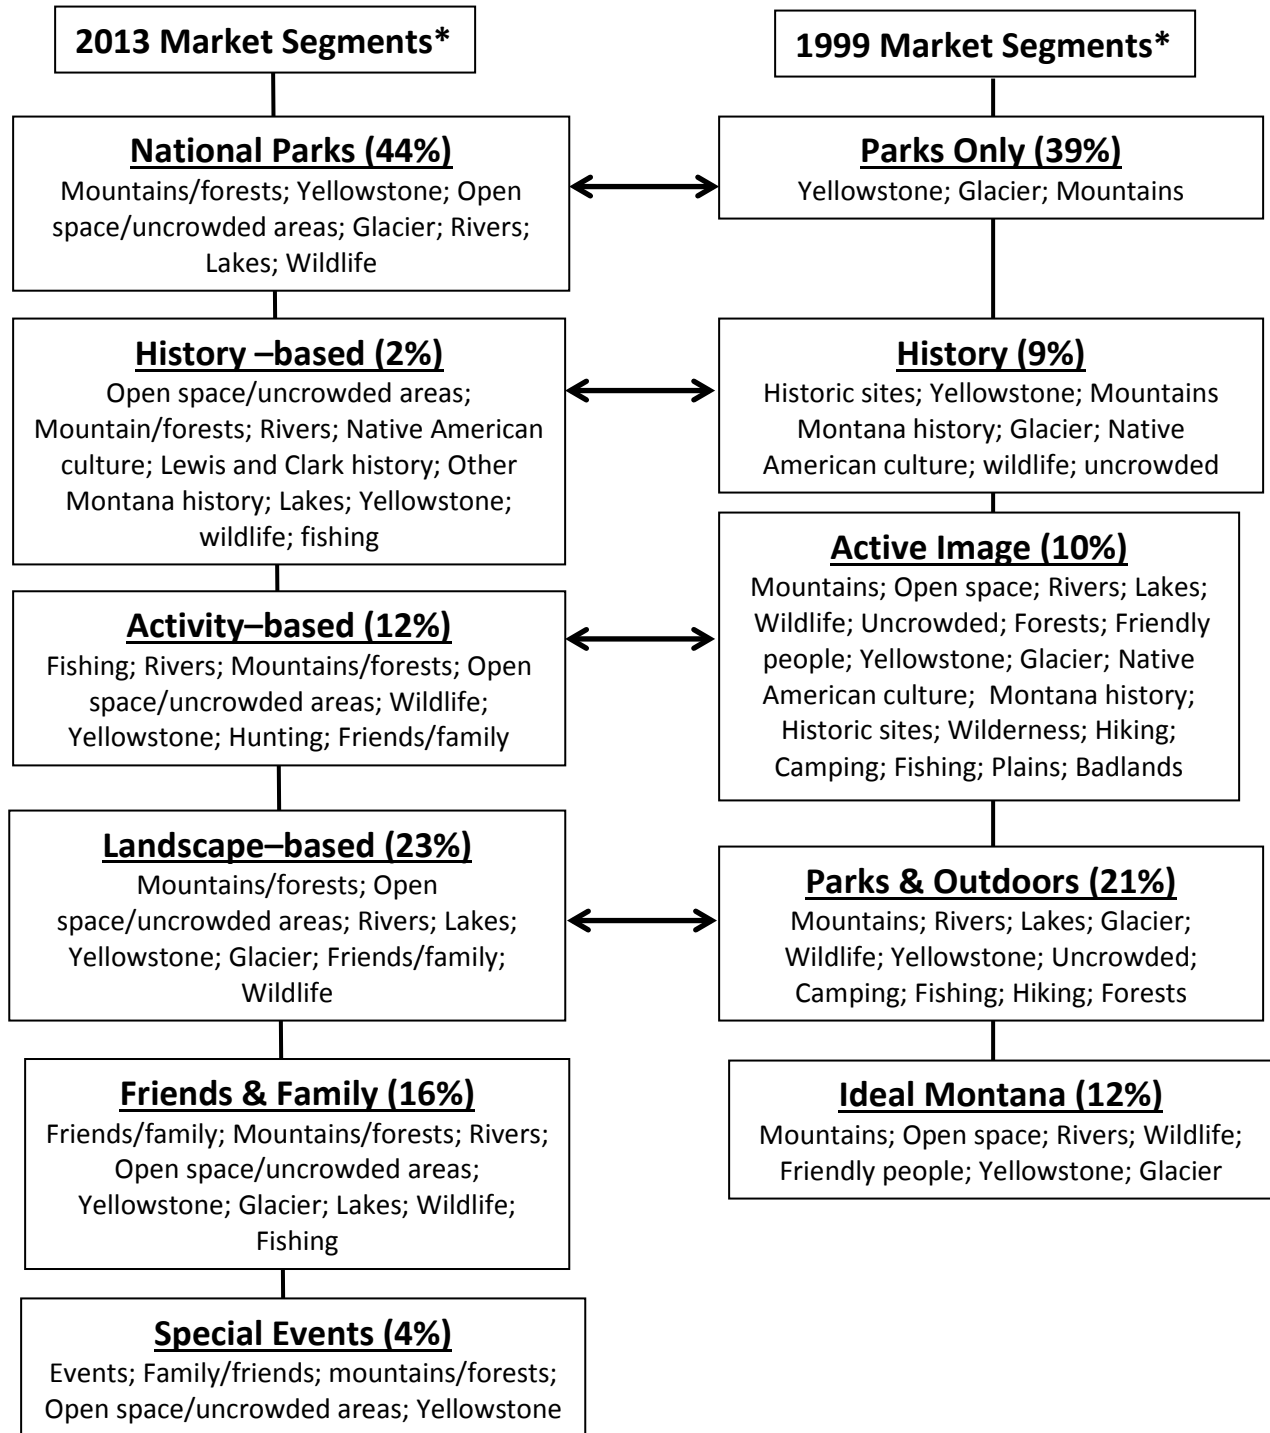 2013 Market Segments*
National Parks (44%)
Mountains/forests; Yellowstone; Open
space/uncrowded areas; Glacier; Rivers;
Lakes; Wildlife
History –based (2%)
Open space/uncrowded areas;
Mountain/forests; Rivers; Native American
culture; Lewis and Clark history; Other
Montana history; Lakes; Yellowstone;
wildlife; fishing
Activity–based (12%)
Fishing; Rivers; Mountains/forests; Open
space/uncrowded areas; Wildlife;
Yellowstone; Hunting; Friends/family
Landscape–based (23%)
Mountains/forests; Open
space/uncrowded areas; Rivers; Lakes;
Yellowstone; Glacier; Friends/family;
Wildlife
Friends & Family (16%)
Friends/family; Mountains/forests; Rivers;
Open space/uncrowded areas;
Yellowstone; Glacier; Lakes; Wildlife;
Fishing
Special Events (4%)
Events; Family/friends; mountains/forests;
Open space/uncrowded areas; Yellowstone
1999 Market Segments*
Parks Only (39%)
Yellowstone; Glacier; Mountains
History (9%)
Historic sites; Yellowstone; Mountains
Montana history; Glacier; Native
American culture; wildlife; uncrowded
Active Image (10%)
Mountains; Open space; Rivers; Lakes;
Wildlife; Uncrowded; Forests; Friendly
people; Yellowstone; Glacier; Native
American culture;  Montana history;
Historic sites; Wilderness; Hiking;
Camping; Fishing; Plains; Badlands
Parks & Outdoors (21%)
Mountains; Rivers; Lakes; Glacier;
Wildlife; Yellowstone; Uncrowded;
Camping; Fishing; Hiking; Forests
Ideal Montana (12%)
Mountains; Open space; Rivers; Wildlife;
Friendly people; Yellowstone; Glacier